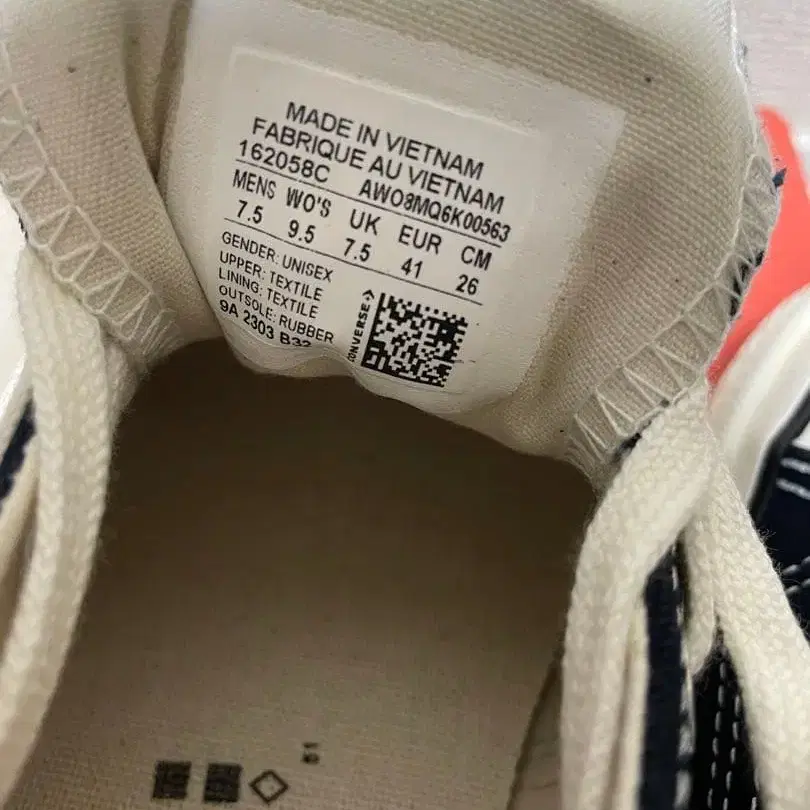 MADE IN VIETNAM
FABRIQUE AU VIETNAM
162058C AWO8MQ6K00563
MENS WO'S UK EUR CM
7.5 9.5 7.5 41 26
GENDER: UNISEX
UPPER: TEXTILE
LINING: TEXTILE
OUTSOLE: RUBBER
9A 2303 B32
CONVERSE